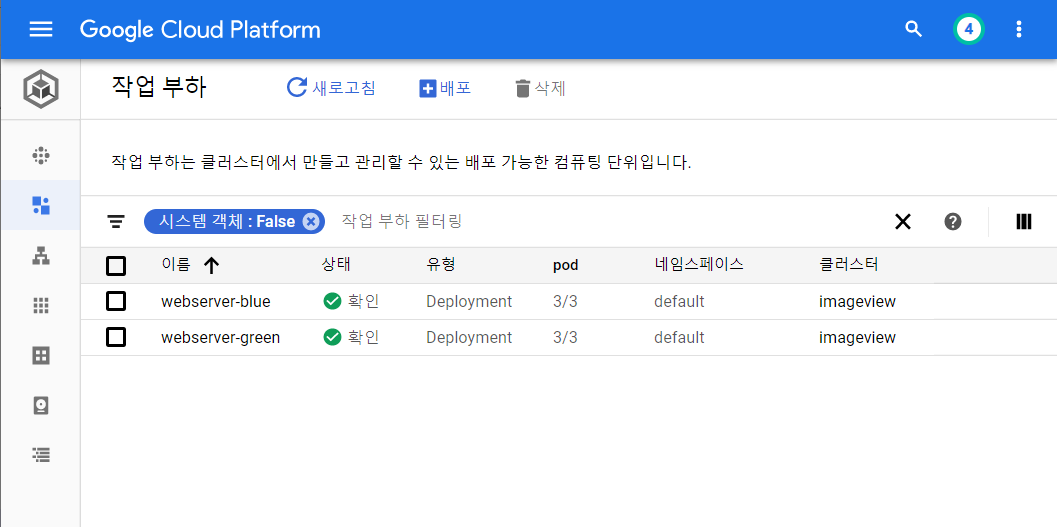 Google Cloud Platform
4
작업 부하 새로고침 배포 삭제
작업 부하는 클러스터에서 만들고 관리할 수 있는 배포 가능한 컴퓨팅 단위입니다.
시스템 객체 : False 작업 부하 필터링
이름 상태 유형 pod 네임스페이스 클러스터
webserver-blue 확인 Deployment 3/3 default imageview
webserver-green 확인 Deployment 3/3 default imageview